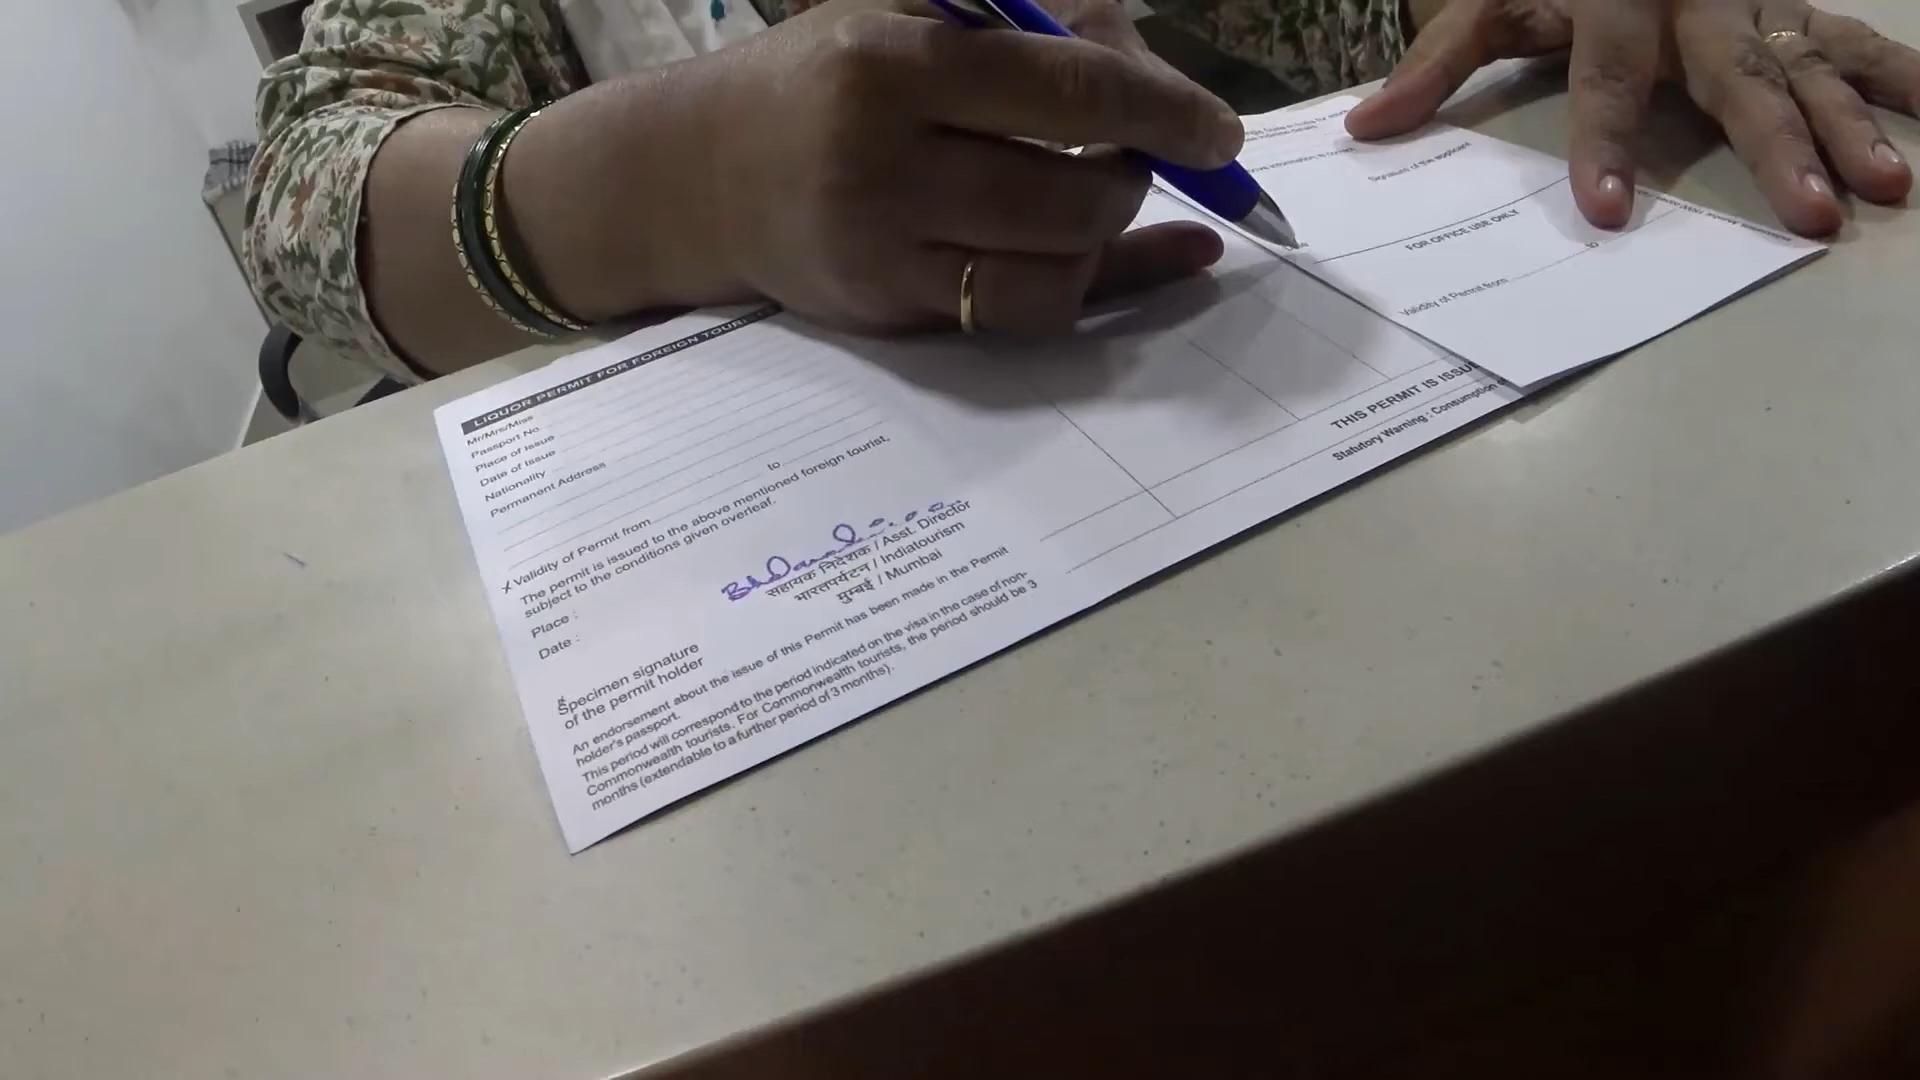 LIQUOR PERMIT FOR FOREIGN
Mr/Mrs/Miss
Passport No.
Place of Issue
Date of Issue
Nationality
Permanent Address
Validity of Permit from to
The permit is issued to the above mentioned foreign tourist,
subject to the conditions given overleaf.
Place :
Date :
सहायक निदेशक / Asst. Director
भारतपर्यटन / Indiatourism
मुम्बई / Mumbai
Specimen signature
of the permit holder
An endorsement about the issue of this Permit has been made in the Permit
holder's passport.
This period will correspond to the period indicated on the visa in the case of non-
Commonwealth tourists. For Commonwealth tourists, the period should be 3
months (extendable to a further period of 3 months).
THIS PERMIT IS
Statutory Warning : Consumption
information is
Signature of the applicant
FOR OFFICE USE ONLY
Validity of Permit from to